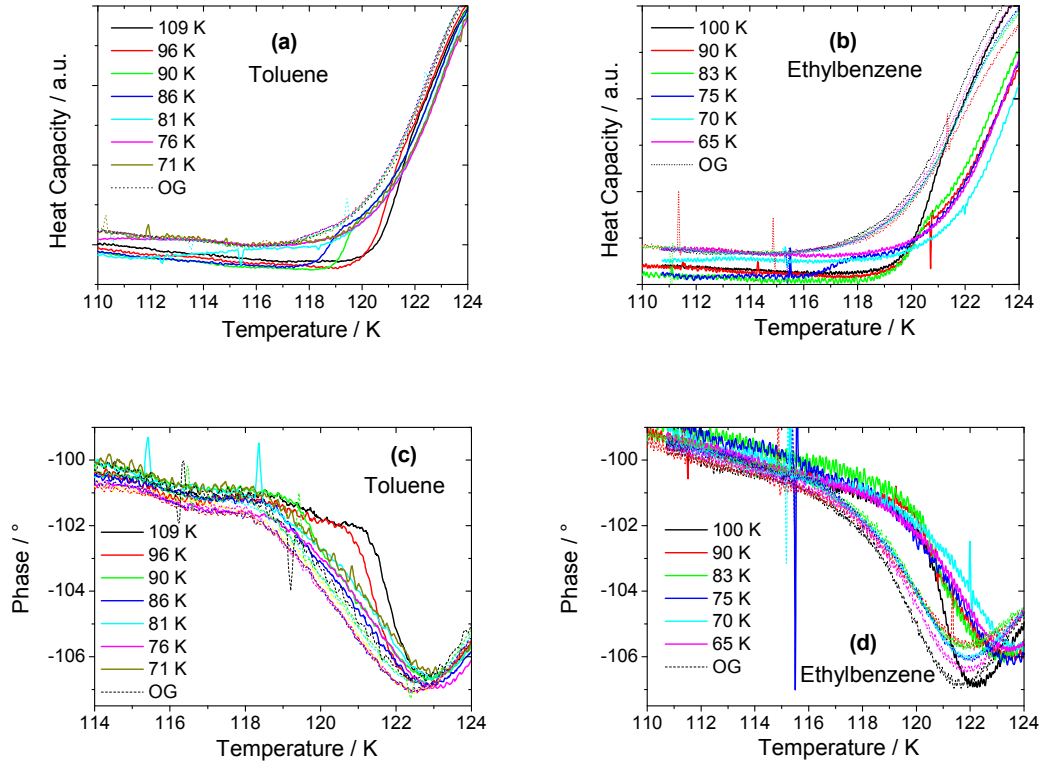 Heat Capacity / a.u.
109 K
96 K
90 K
86 K
81 K
76 K
71 K
OG
(a)
Toluene
110 112 114 116 118 120 122 124
Temperature / K
Heat Capacity / a.u.
100 K
90 K
83 K
75 K
70 K
65 K
OG
(b)
Ethylbenzene
110 112 114 116 118 120 122 124
Temperature / K
Phase / °
-100
-102
-104
-106
109 K
96 K
90 K
86 K
81 K
76 K
71 K
OG
(c)
Toluene
114 116 118 120 122 124
Temperature / K
Phase / °
-100
-102
-104
-106
100 K
90 K
83 K
75 K
70 K
65 K
OG
(d)
Ethylbenzene
110 112 114 116 118 120 122 124
Temperature / K